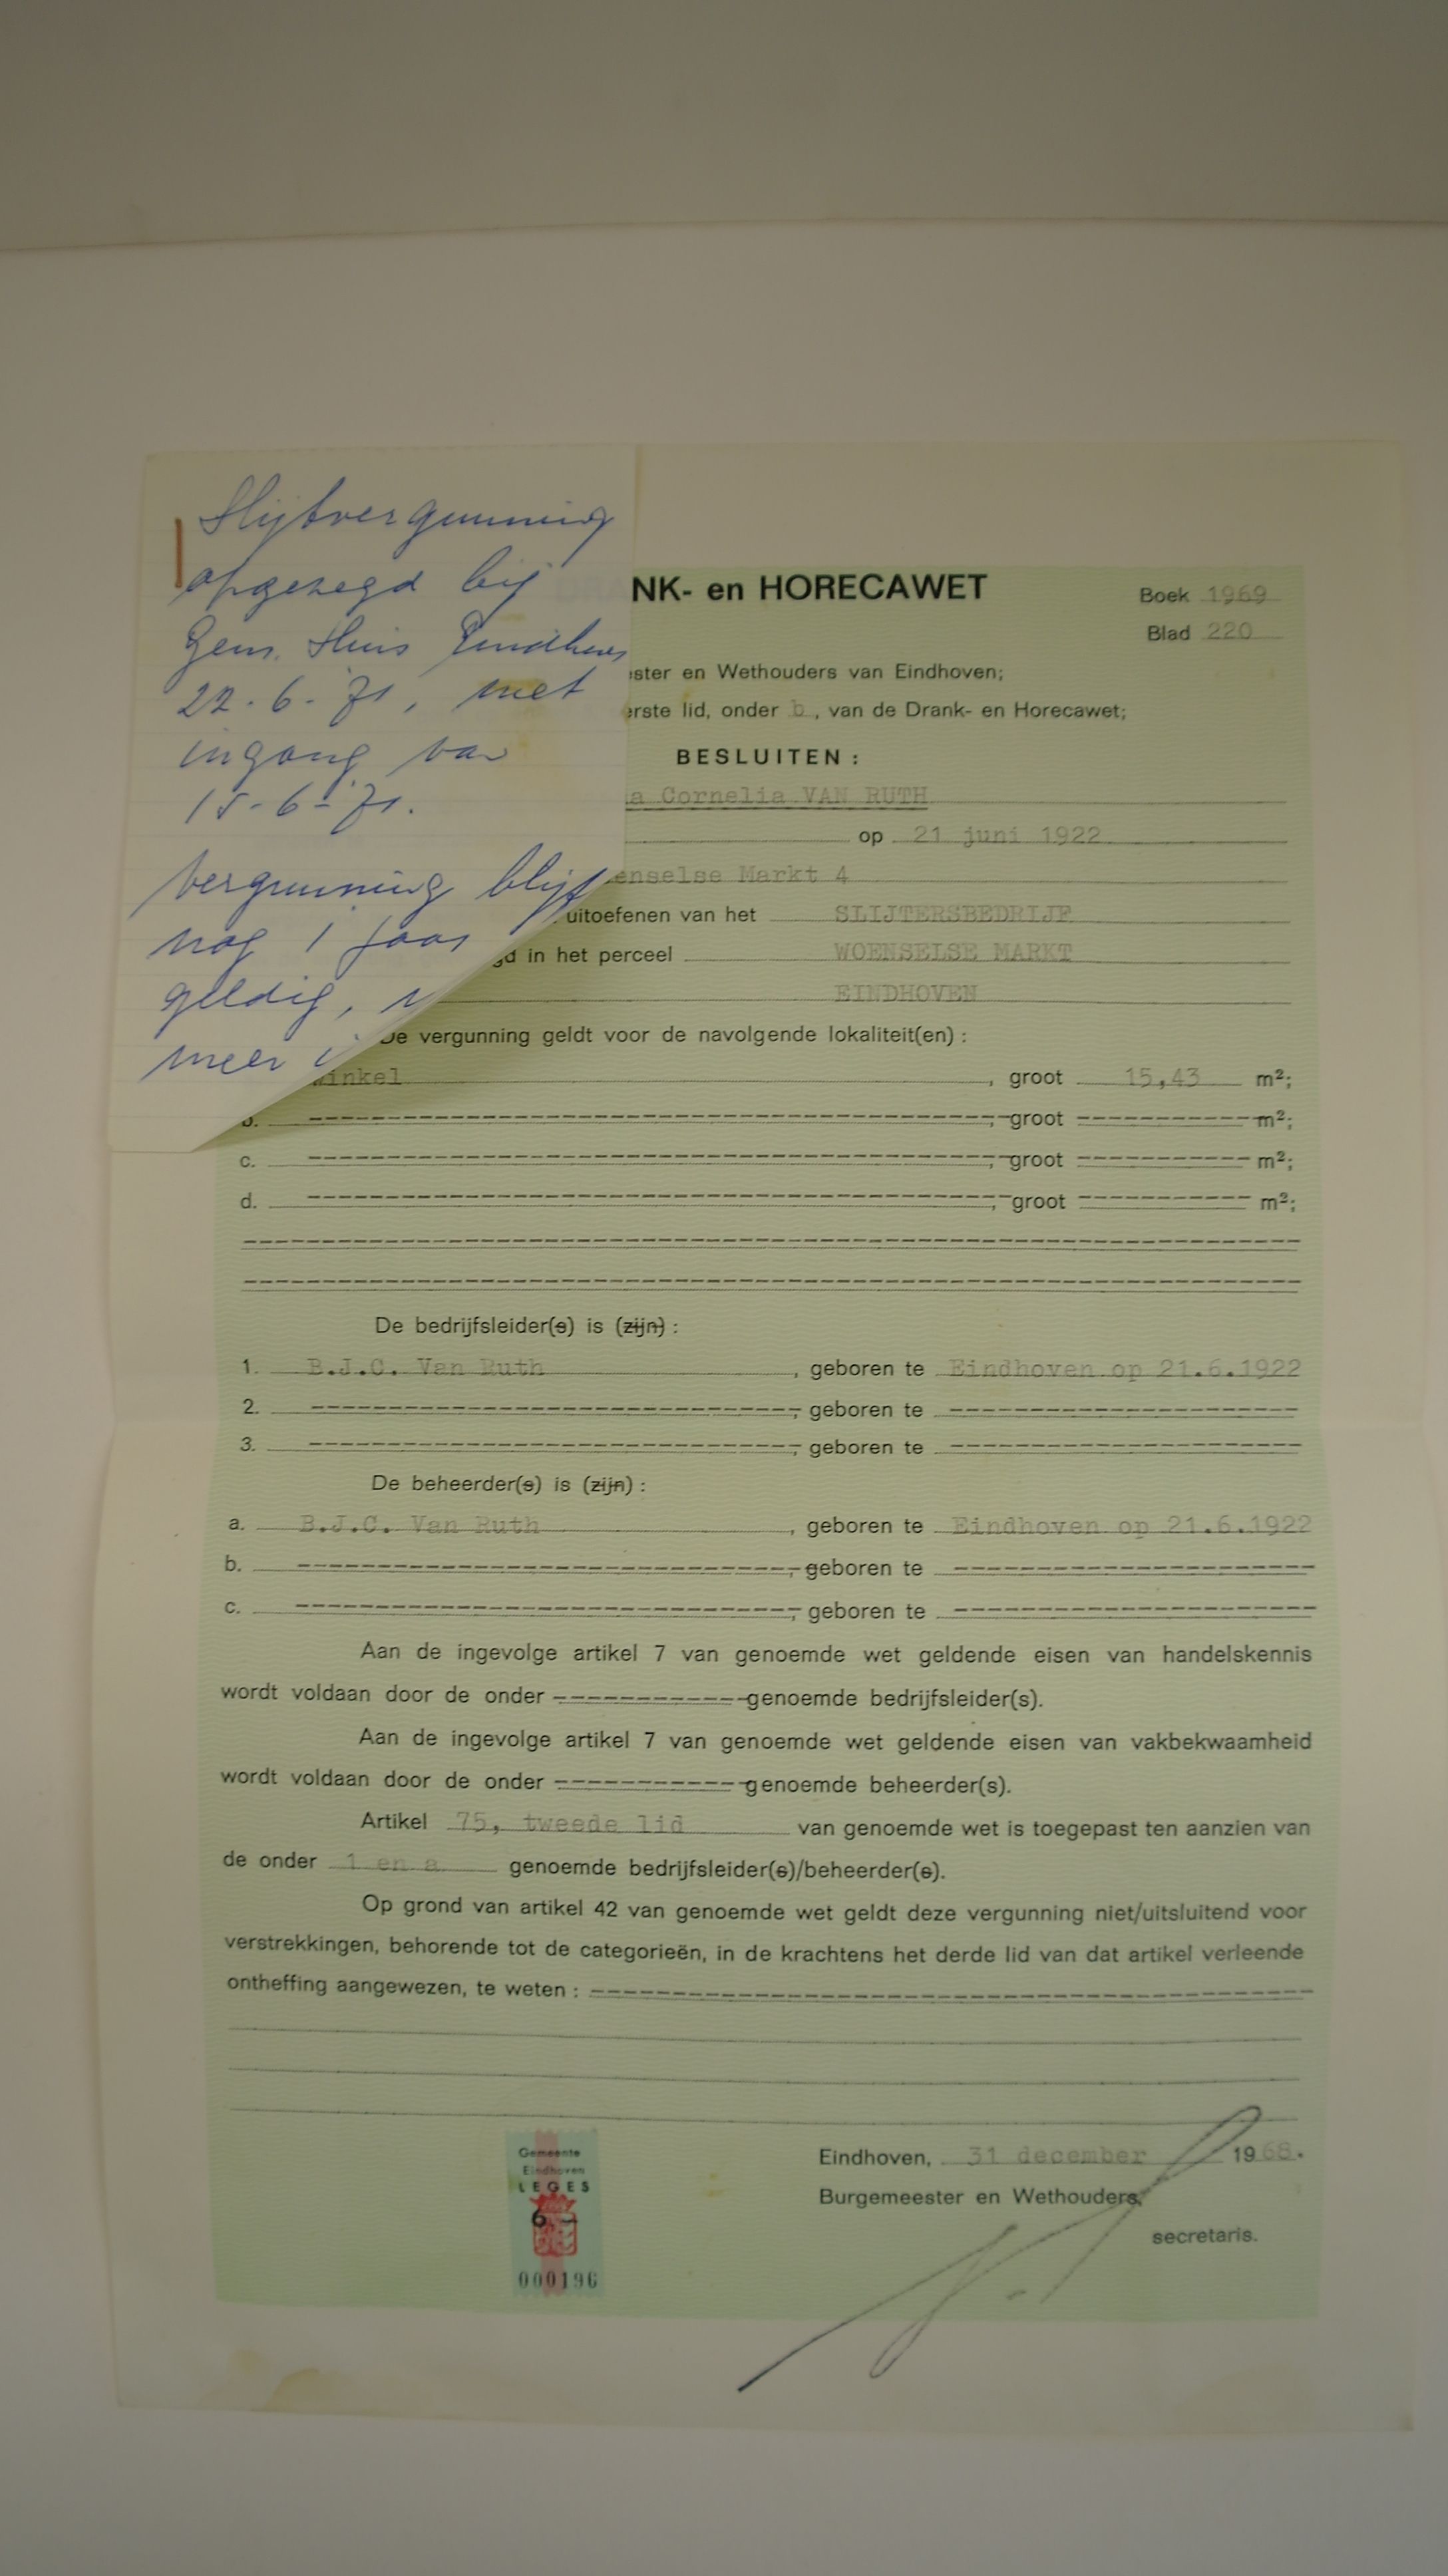 Slijtvergunning
opgezegd bij
Gem. Huis Eindhoven
22-6-71, met
ingang van
15-6-71.
Vergunning blijf
nog 1 jaar
geldig,
meer
NK- en HORECAWET
Boek 1969
Blad 220
ster en Wethouders van Eindhoven;
erste lid, onder b, van de Drank- en Horecawet;
BESLUITEN :
a Cornelia VAN RUTH
op 21 juni 1922
enselse Markt 4
uitoefenen van het SLIJTERSBEDRIJF
gd in het perceel WOENSELSE MARKT
EINDHOVEN
De vergunning geldt voor de navolgende lokaliteit(en) :
winkel, groot 15,43 m²;
b. groot m²;
c. groot m²;
d. groot m²;
De bedrijfsleider(s) is (zijn) :
1. B.J.C. Van Ruth, geboren te Eindhoven op 21.6.1922
2. geboren te
3. geboren te
De beheerder(s) is (zijn) :
a. B.J.C. Van Ruth, geboren te Eindhoven op 21.6.1922
b. geboren te
c. geboren te
Aan de ingevolge artikel 7 van genoemde wet geldende eisen van handelskennis
wordt voldaan door de onder ------------ genoemde bedrijfsleider(s).
Aan de ingevolge artikel 7 van genoemde wet geldende eisen van vakbekwaamheid
wordt voldaan door de onder ------------ genoemde beheerder(s).
Artikel 75, tweede lid van genoemde wet is toegepast ten aanzien van
de onder 1 en a genoemde bedrijfsleider(s)/beheerder(s).
Op grond van artikel 42 van genoemde wet geldt deze vergunning niet/uitsluitend voor
verstrekkingen, behorende tot de categorieën, in de krachtens het derde lid van dat artikel verleende
ontheffing aangewezen, te weten :
Eindhoven, 31 december 1968.
Burgemeester en Wethouders,
secretaris.
Gemeente
Eindhoven
LEGES
6.—
000196